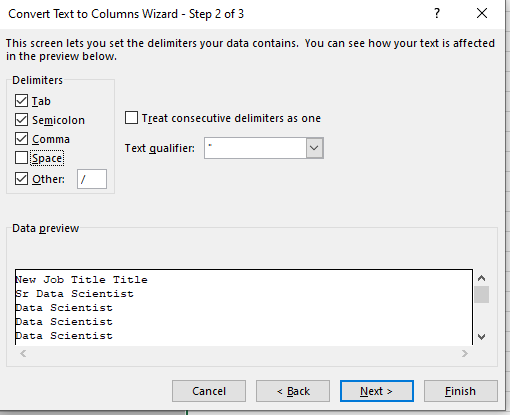 Convert Text to Columns Wizard - Step 2 of 3
?
This screen lets you set the delimiters your data contains.  You can see how your text is affected
in the preview below.
Delimiters
Tab
Semicolon
Comma
Space
Other: /
Treat consecutive delimiters as one
Text qualifier: "
Data preview
New Job Title Title
Sr Data Scientist
Data Scientist
Data Scientist
Data Scientist
Cancel
< Back
Next >
Finish